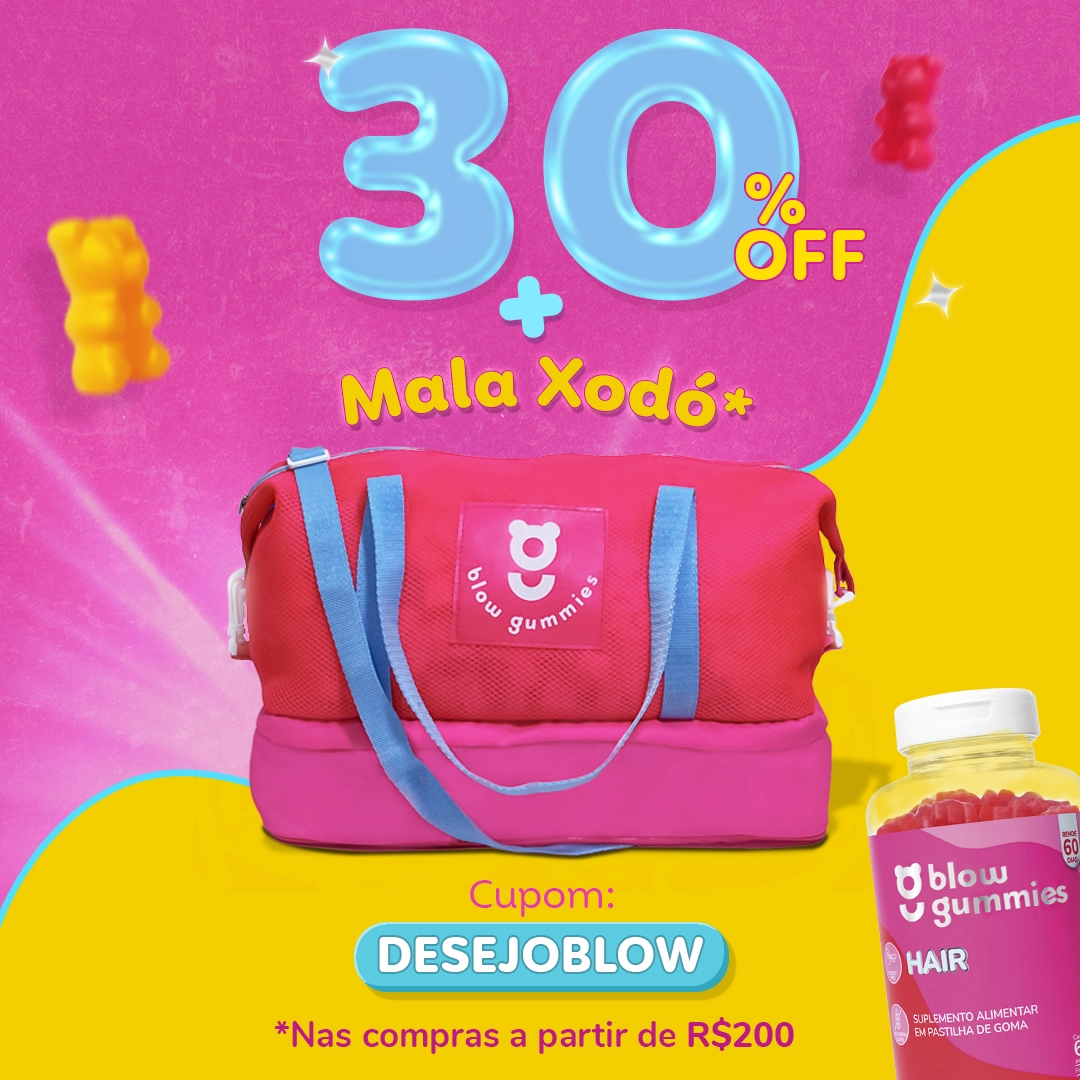 30
%
OFF
+
Mala Xodó*
blow gummies
Cupom:
DESEJOBLOW
*Nas compras a partir de R$200
RENDE
60
DIAS
blow
gummies
HAIR
SUPLEMENTO ALIMENTAR
EM PASTILHA DE GOMA